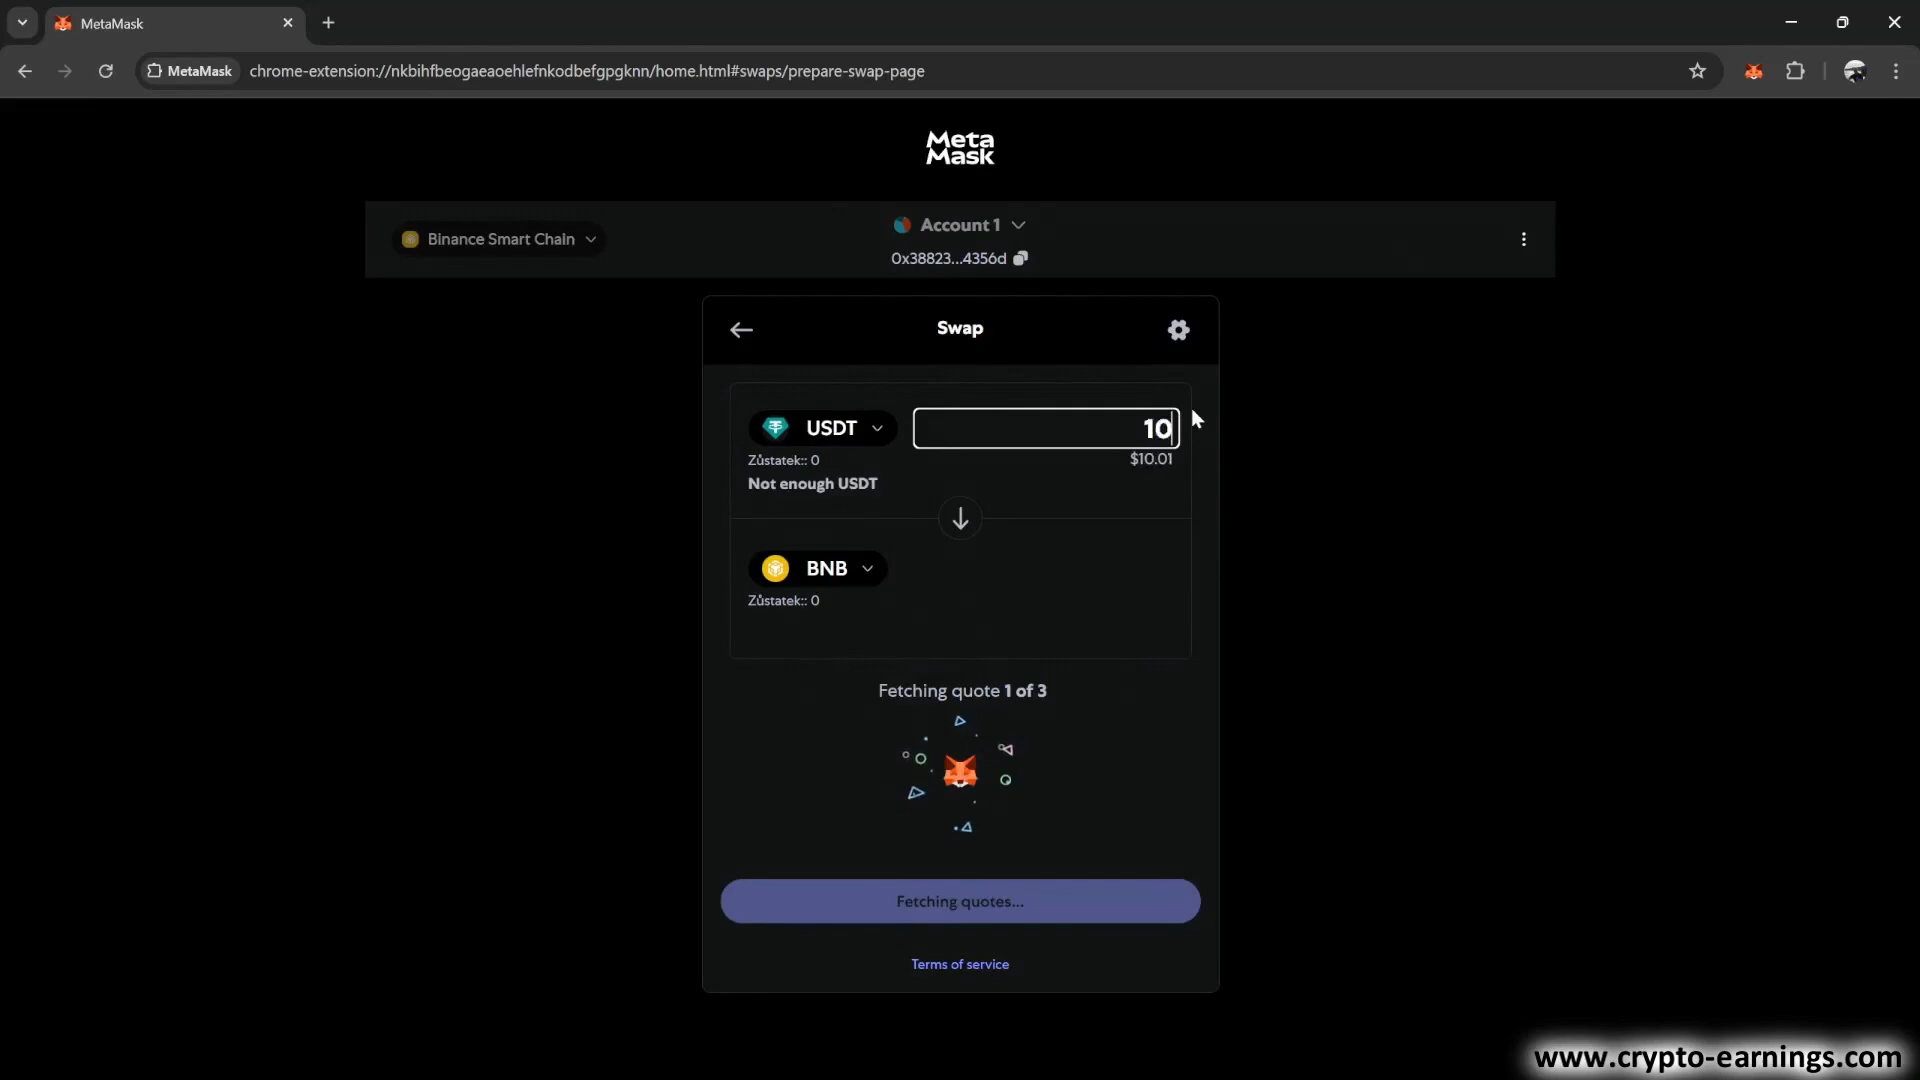 MetaMask
MetaMask
chrome-extension://nkbihfbeogaeaoehlefnkodbefgpgknn/home.html#swaps/prepare-swap-page
Meta
Mask
Binance Smart Chain
Account 1
0x38823...4356d
Swap
USDT
10
Zůstatek:: 0
$10.01
Not enough USDT
BNB
Zůstatek:: 0
Fetching quote 1 of 3
Fetching quotes...
Terms of service
www.crypto-earnings.com